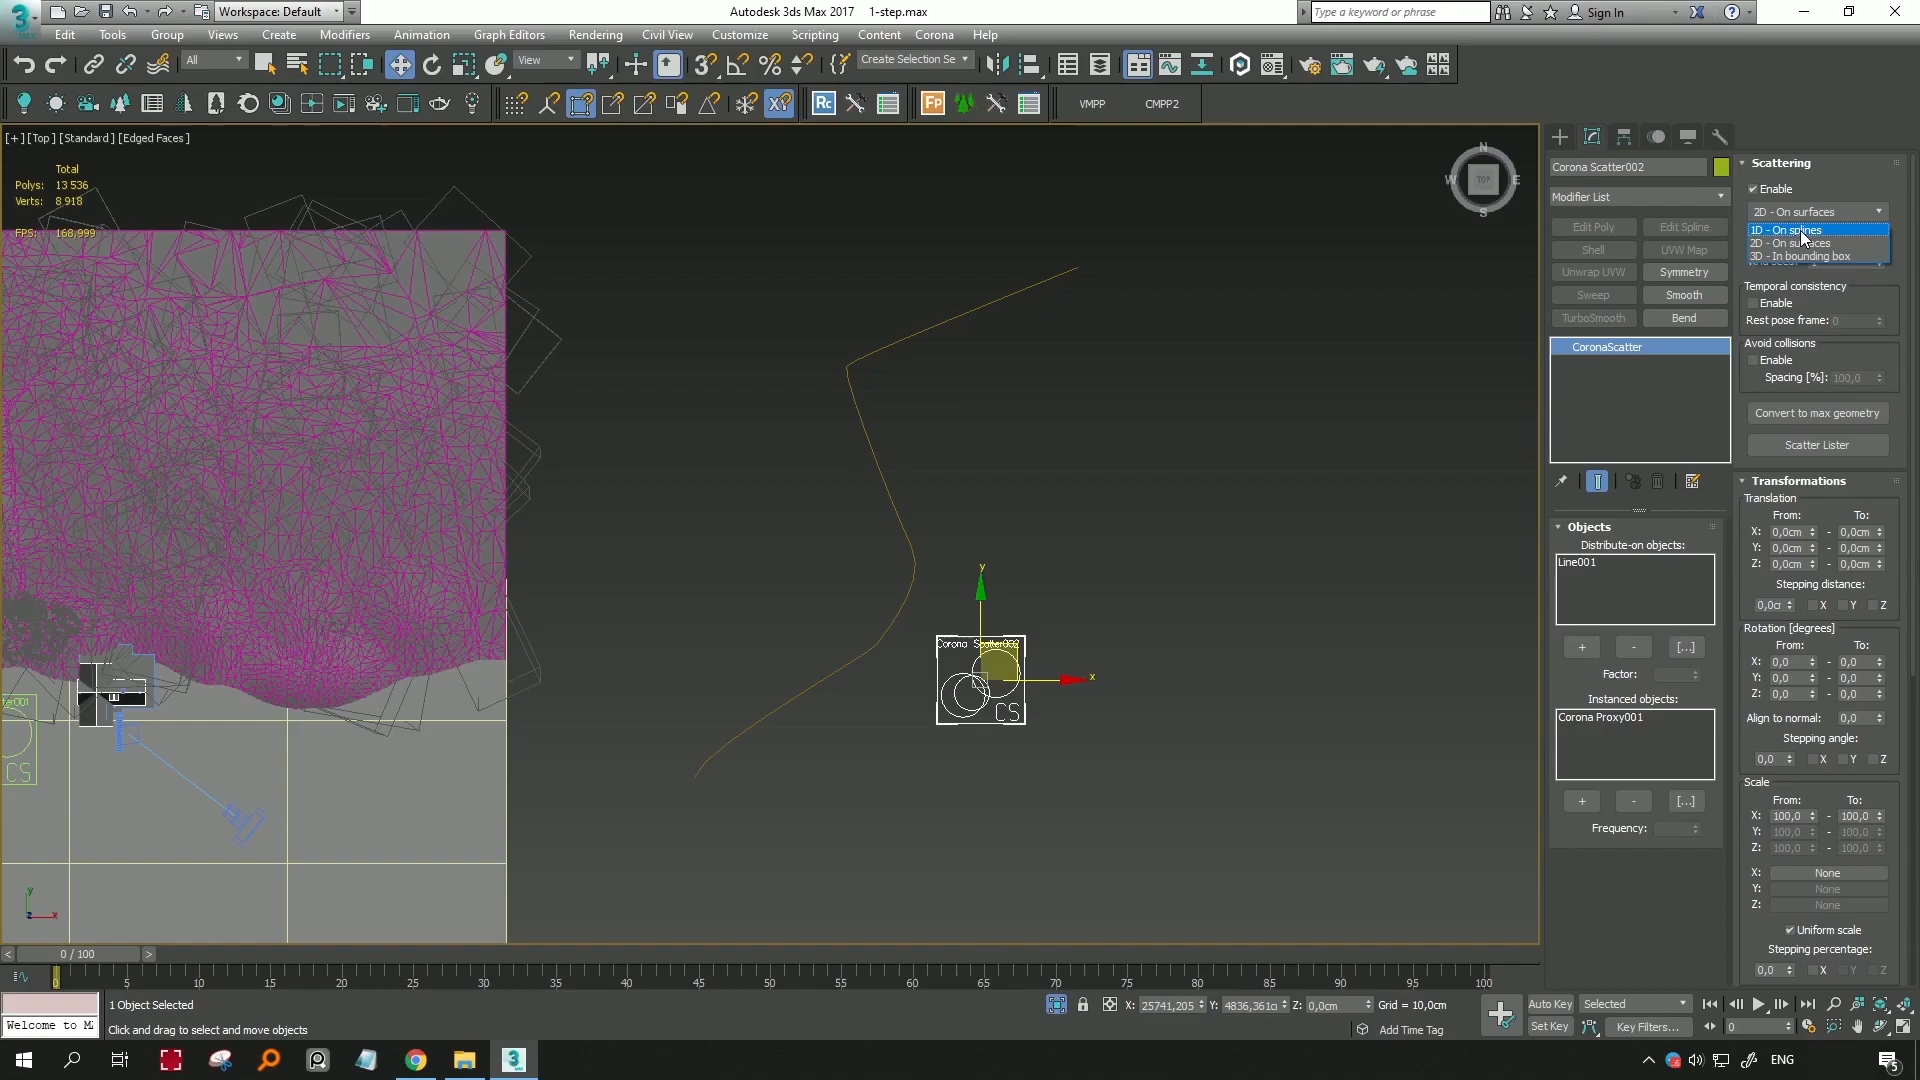 Workspace: Default
Autodesk 3ds Max 2017 1-step.max
Type a keyword or phrase
Sign In
Edit Tools Group Views Create Modifiers Animation Graph Editors Rendering Civil View Customize Scripting Content Corona Help
All
View
Create Selection Se
Rc
Fp
VMPP
CMPP2
[+] [Top] [Standard] [Edged Faces]
Total
Polys: 13 536
Verts: 8 918
FPS: 168,999
N
W TOP E
S
Corona Scatter002
Modifier List
Edit Poly Edit Spline
Shell UVW Map
Unwrap UVW Symmetry
Sweep Smooth
TurboSmooth Bend
CoronaScatter
Objects
Distribute-on objects:
Line001
+ - [...]
Factor:
Instanced objects:
Corona Proxy001
+ - [...]
Frequency:
Scattering
Enable
2D - On surfaces
1D - On splines
2D - On surfaces
3D - In bounding box
Temporal consistency
Enable
Rest pose frame: 0
Avoid collisions
Enable
Spacing [%]: 100,0
Convert to max geometry
Scatter Lister
Transformations
Translation
From: To:
X: 0,0cm - 0,0cm
Y: 0,0cm - 0,0cm
Z: 0,0cm - 0,0cm
Stepping distance:
X Y Z
Rotation [degrees]
From: To:
X: 0,0 - 0,0
Y: 0,0 - 0,0
Z: 0,0 - 0,0
Align to normal: 0,0
Stepping angle:
0,0 X Y Z
Scale
From: To:
X: 100,0 - 100,0
Y: 100,0 - 100,0
Z: 100,0 - 100,0
X: None
Y: None
Z: None
Uniform scale
Stepping percentage:
0,0 X Y Z
y
x
Corona Scatter002
CS
ter001
CS
y
z x
0 / 100
0 5 10 15 20 25 30 35 40 45 50 55 60 65 70 75 80 85 90 95 100
1 Object Selected
Click and drag to select and move objects
Welcome to M
X: 25741,205 Y: 4836,361c Z: 0,0cm Grid = 10,0cm
Add Time Tag
Auto Key Selected
Set Key Key Filters... 0
ENG
5